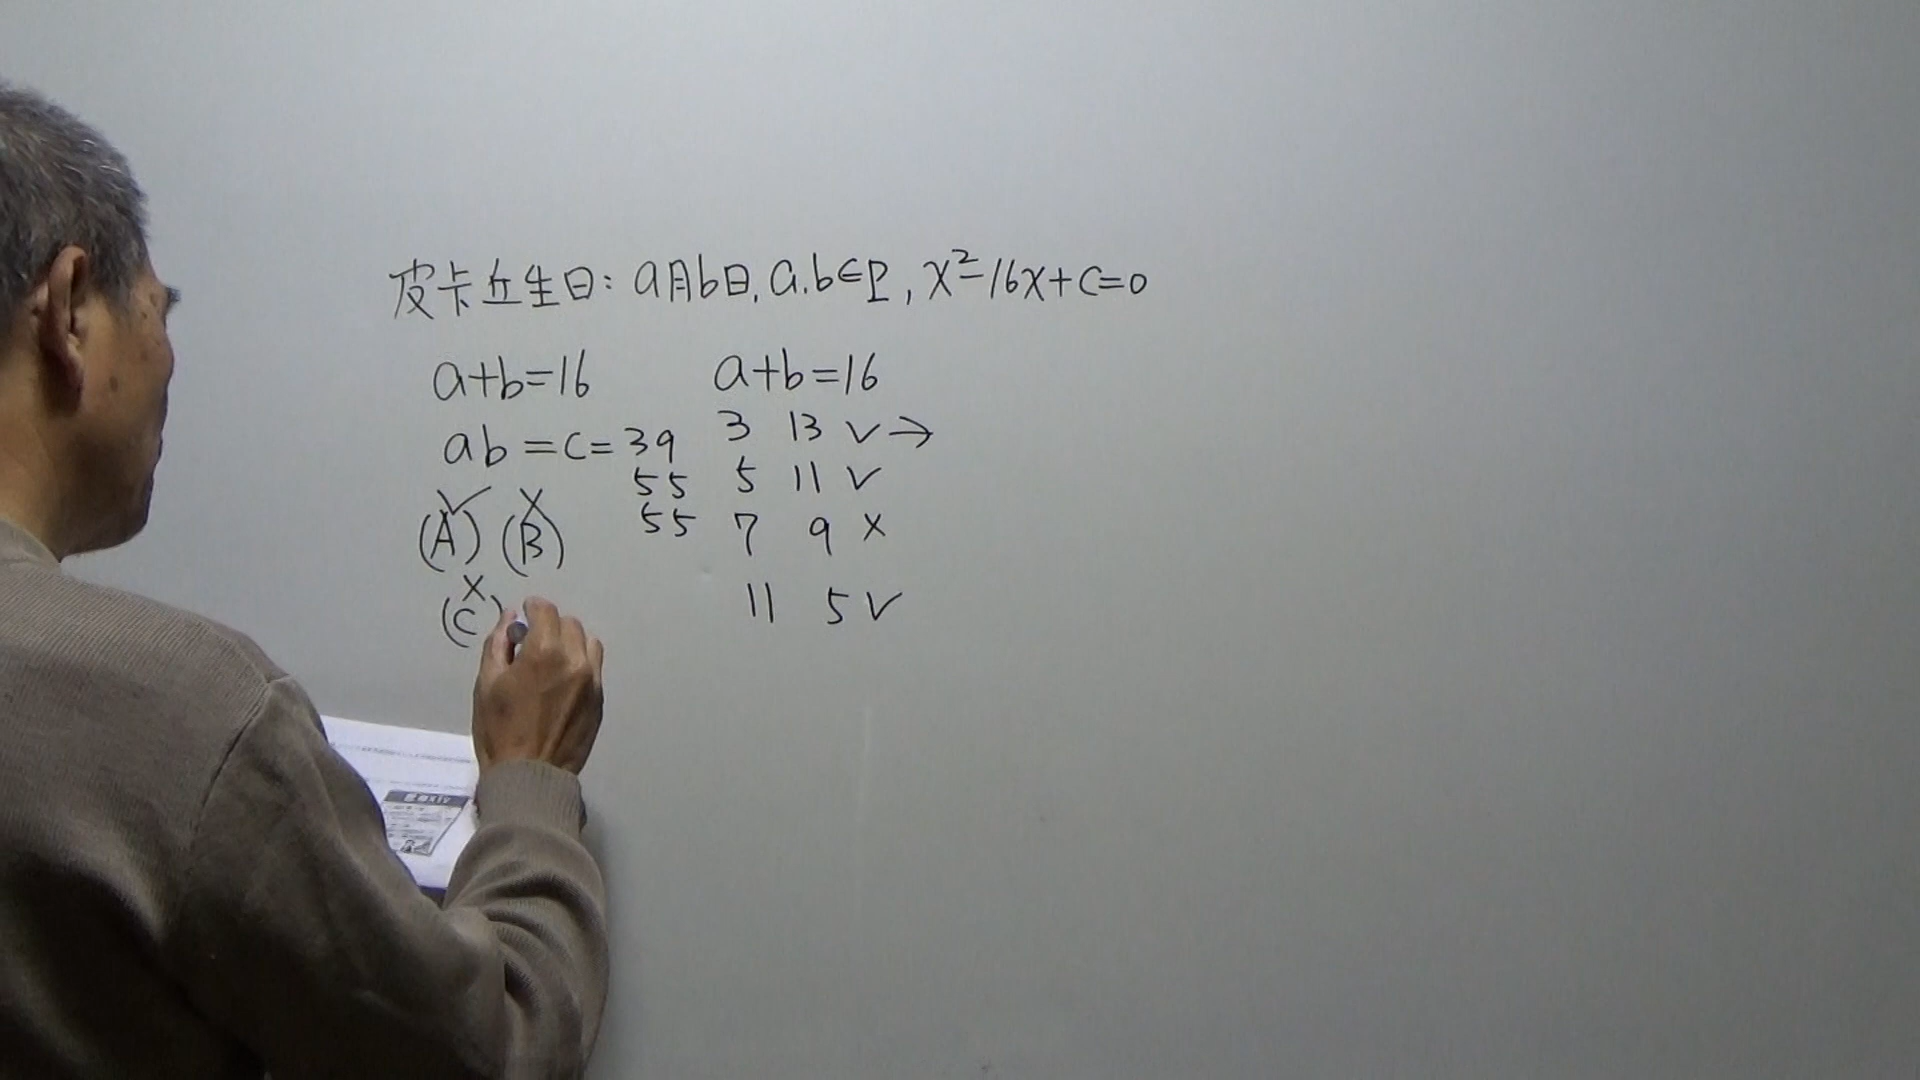 皮卡丘生日：a月b日，a.b∈P，x²-16x+c=0
a+b=16 a+b=16
ab=c=39 3 13 ✓→
55 5 11 ✓
55 7 9 ×
✓ ×
(A) (B)
×
(C)
11 5 ✓